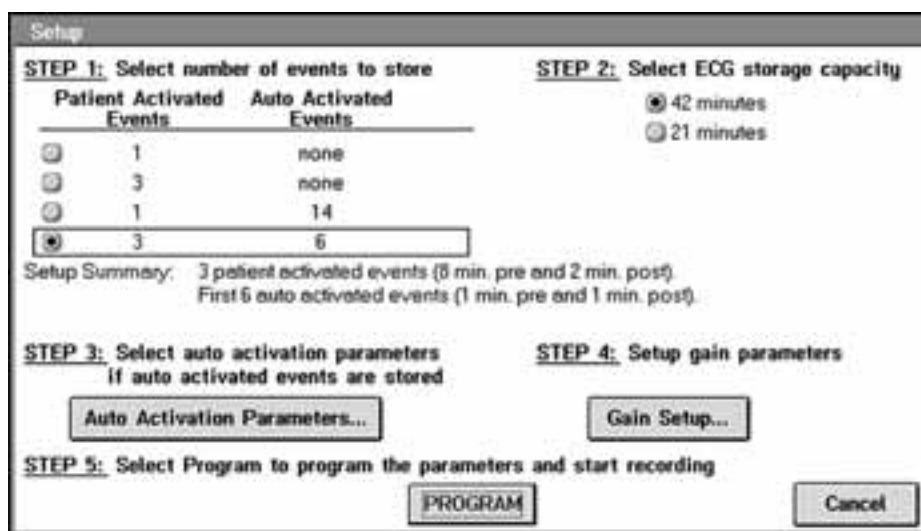 Setup
STEP 1: Select number of events to store
Patient Activated Events
Auto Activated Events
1 none
3 none
1 14
3 6
Setup Summary: 3 patient activated events (8 min. pre and 2 min. post).
First 6 auto activated events (1 min. pre and 1 min. post).
STEP 2: Select ECG storage capacity
42 minutes
21 minutes
STEP 3: Select auto activation parameters
if auto activated events are stored
Auto Activation Parameters...
STEP 4: Setup gain parameters
Gain Setup...
STEP 5: Select Program to program the parameters and start recording
PROGRAM
Cancel